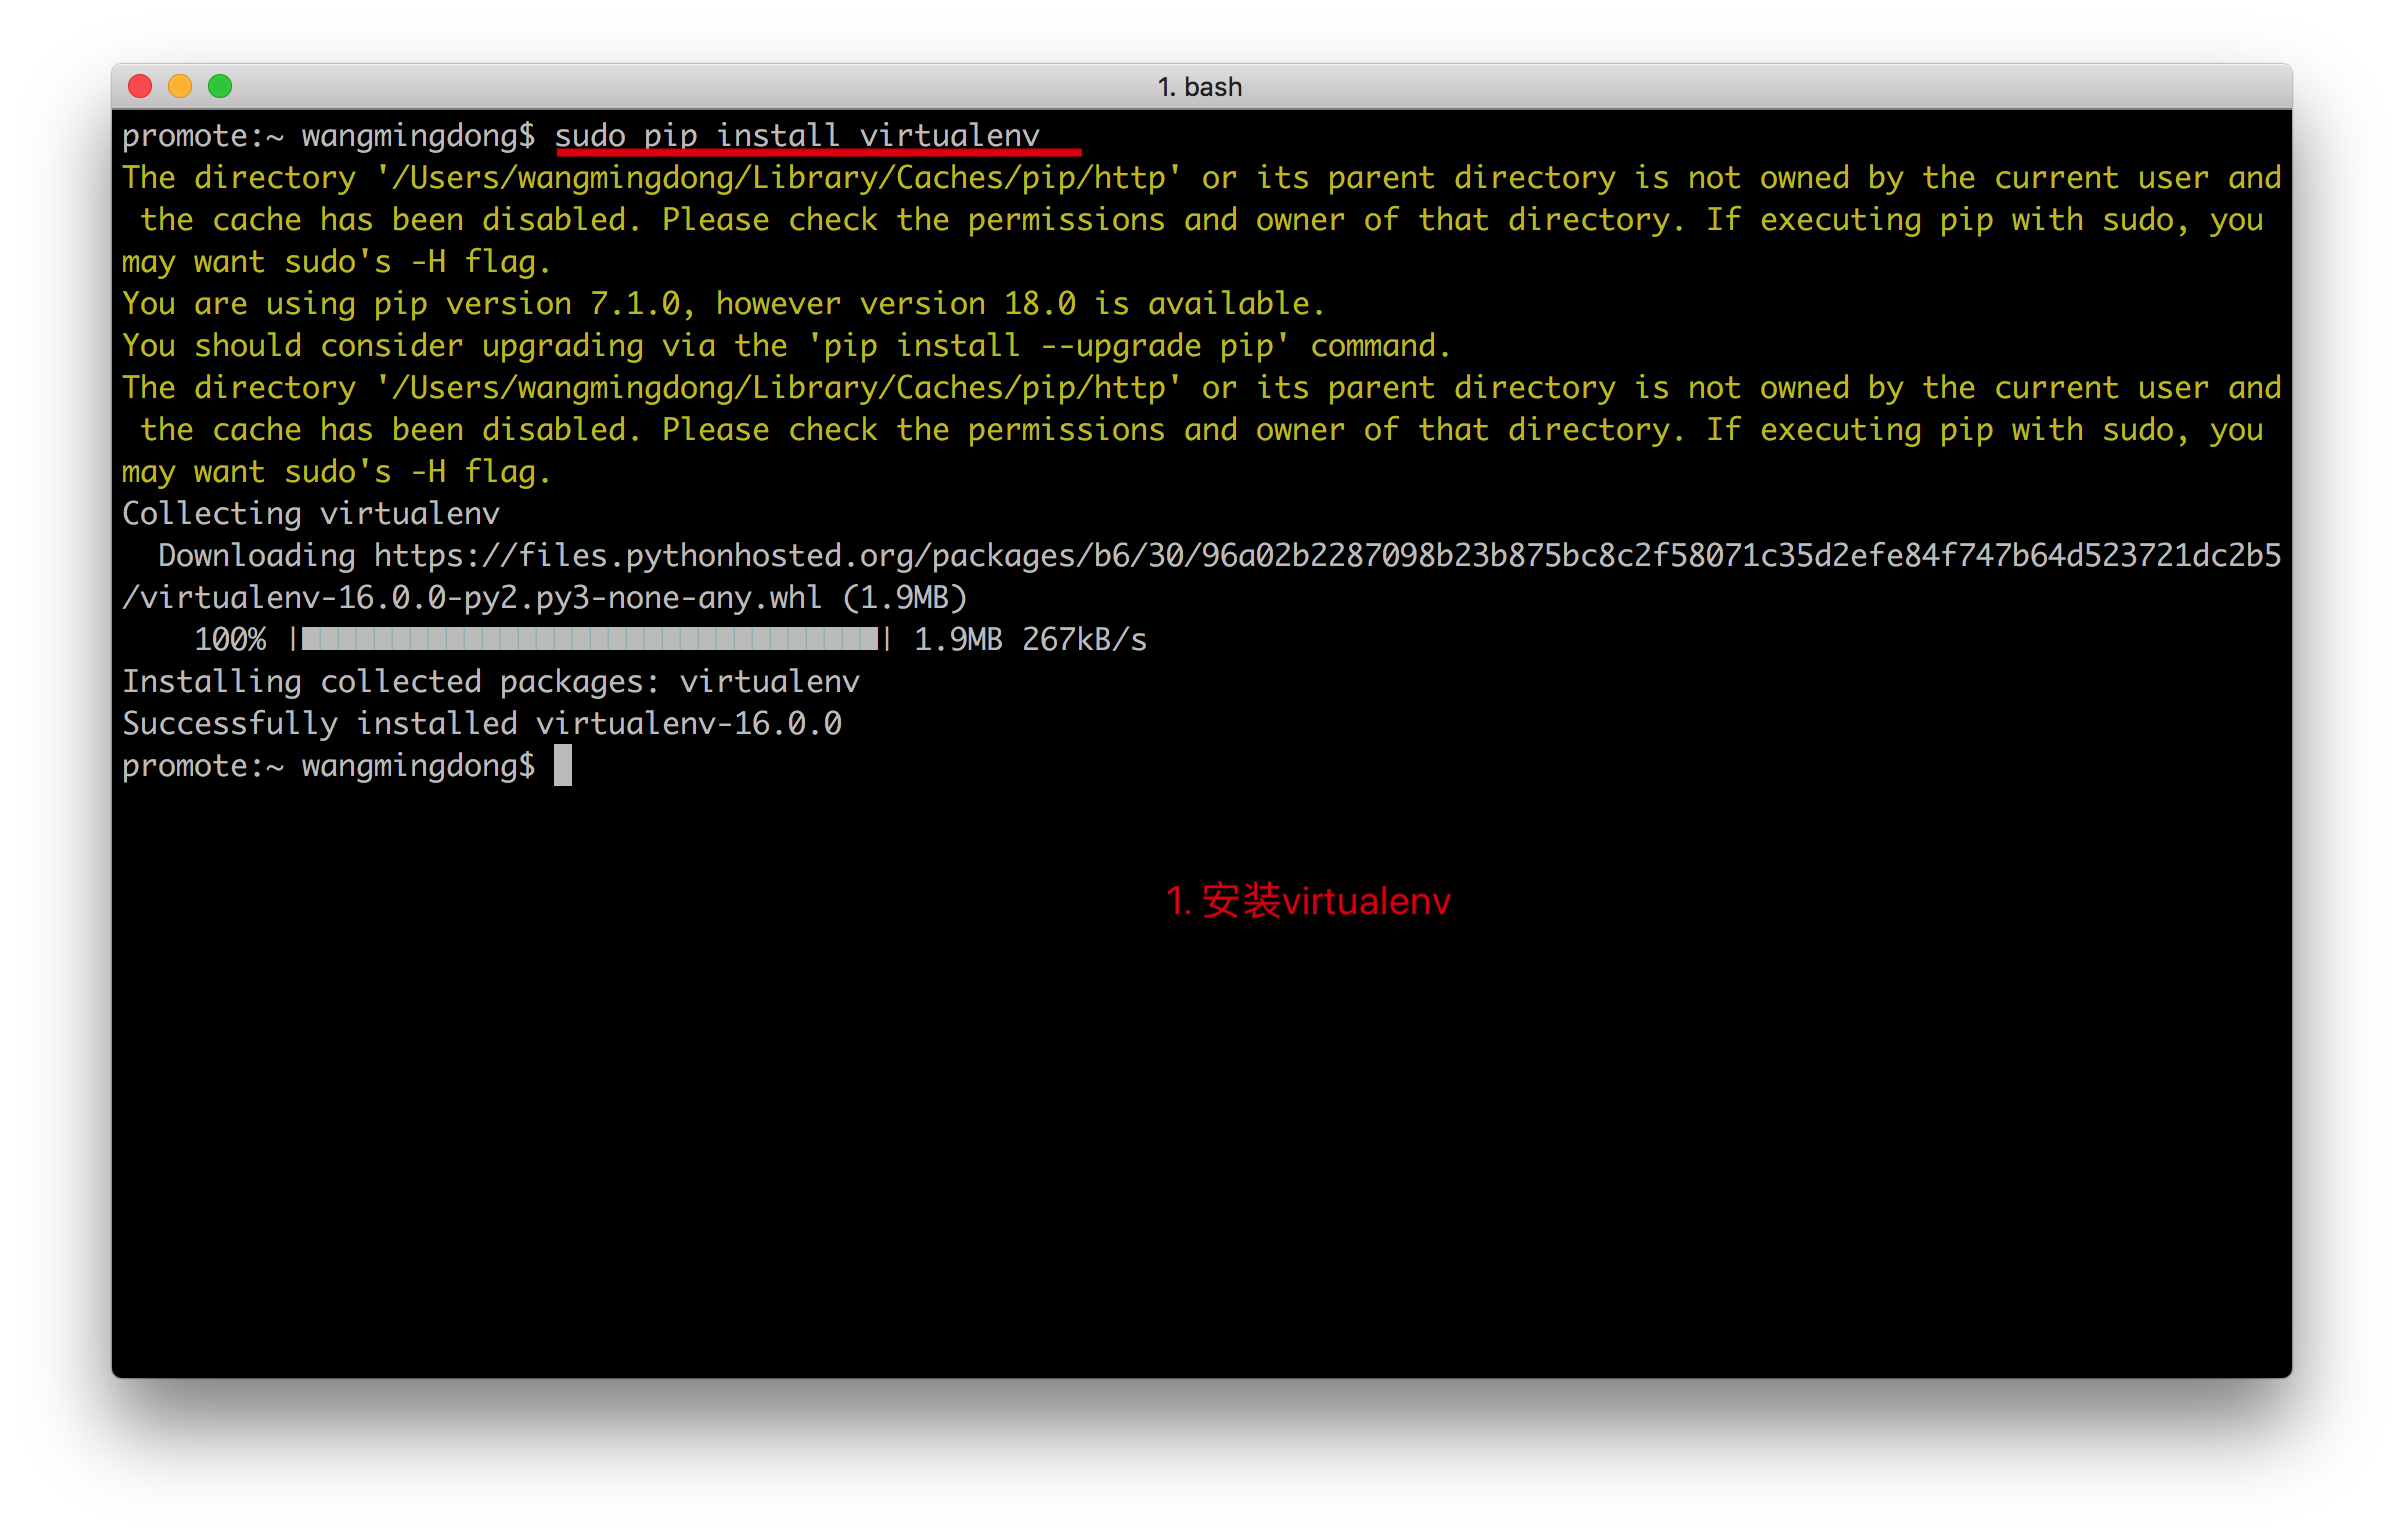 1. bash
promote:~ wangmingdong$ sudo pip install virtualenv
The directory '/Users/wangmingdong/Library/Caches/pip/http' or its parent directory is not owned by the current user and
 the cache has been disabled. Please check the permissions and owner of that directory. If executing pip with sudo, you
may want sudo's -H flag.
You are using pip version 7.1.0, however version 18.0 is available.
You should consider upgrading via the 'pip install --upgrade pip' command.
The directory '/Users/wangmingdong/Library/Caches/pip/http' or its parent directory is not owned by the current user and
 the cache has been disabled. Please check the permissions and owner of that directory. If executing pip with sudo, you
may want sudo's -H flag.
Collecting virtualenv
  Downloading https://files.pythonhosted.org/packages/b6/30/96a02b2287098b23b875bc8c2f58071c35d2efe84f747b64d523721dc2b5
/virtualenv-16.0.0-py2.py3-none-any.whl (1.9MB)
    100% |████████████████████████████████| 1.9MB 267kB/s
Installing collected packages: virtualenv
Successfully installed virtualenv-16.0.0
promote:~ wangmingdong$
1. 安装virtualenv